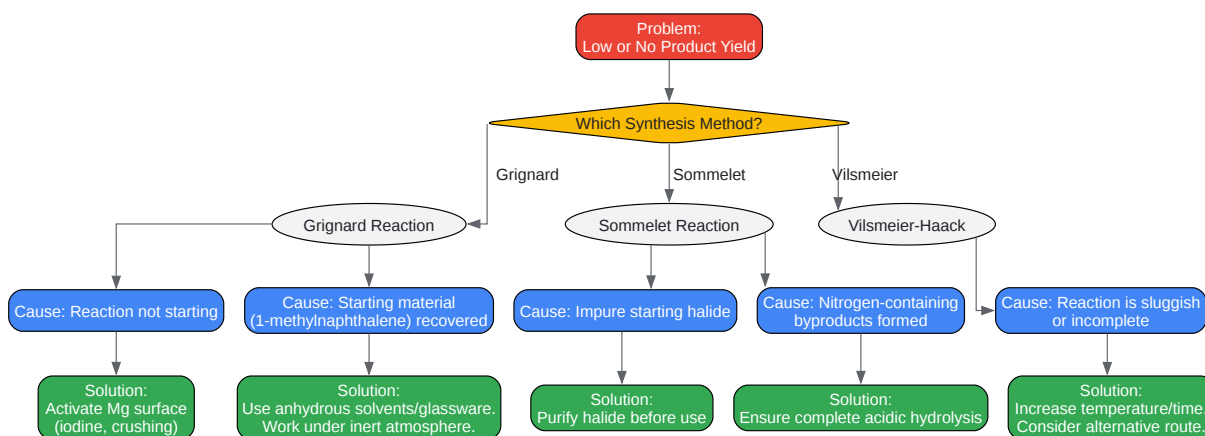 Problem:
Low or No Product Yield
Which Synthesis Method?
Grignard
Sommelet
Vilsmeier
Grignard Reaction
Sommelet Reaction
Vilsmeier-Haack
Cause: Reaction not starting
Cause: Starting material
(1-methylnaphthalene) recovered
Cause: Impure starting halide
Cause: Nitrogen-containing
byproducts formed
Cause: Reaction is sluggish
or incomplete
Solution:
Activate Mg surface
(iodine, crushing)
Solution:
Use anhydrous solvents/glassware.
Work under inert atmosphere.
Solution:
Purify halide before use
Solution:
Ensure complete acidic hydrolysis
Solution:
Increase temperature/time.
Consider alternative route.